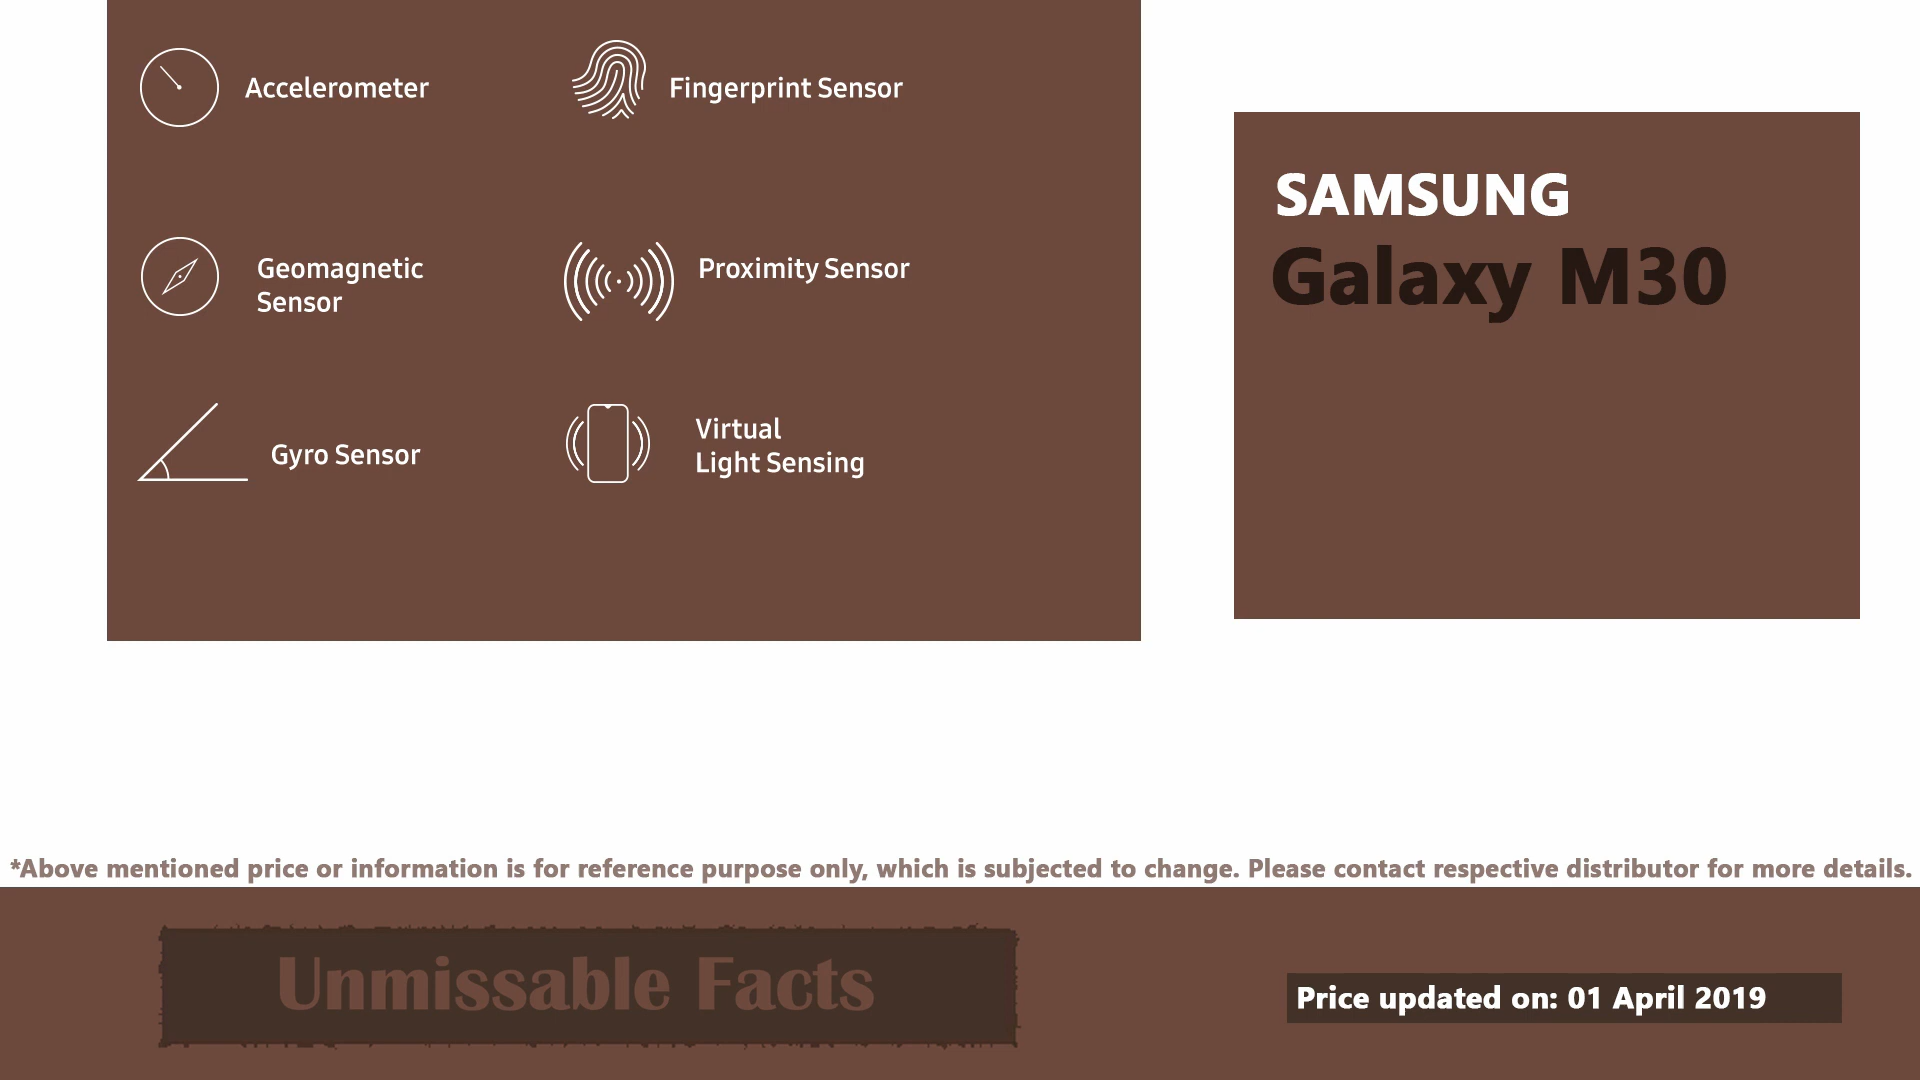 Accelerometer
Fingerprint Sensor
Geomagnetic
Sensor
Proximity Sensor
Gyro Sensor
Virtual
Light Sensing
SAMSUNG
Galaxy M30
*Above mentioned price or information is for reference purpose only, which is subjected to change. Please contact respective distributor for more details.
Unmissable Facts
Price updated on: 01 April 2019